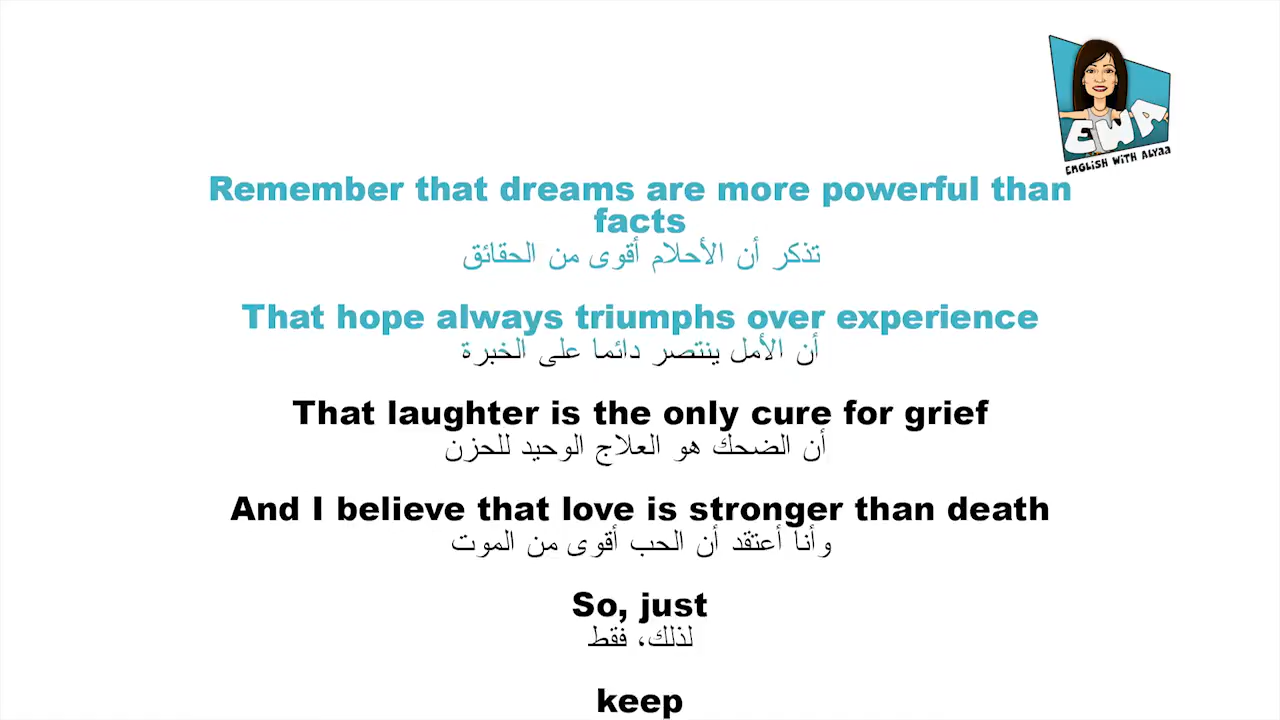 EWA
ENGLISH WITH ALYAA
Remember that dreams are more powerful than
facts
تذكر أن الأحلام أقوى من الحقائق
That hope always triumphs over experience
أن الأمل ينتصر دائما على الخبرة
That laughter is the only cure for grief
أن الضحك هو العلاج الوحيد للحزن
And I believe that love is stronger than death
وأنا أعتقد أن الحب أقوى من الموت
So, just
لذلك، فقط
keep